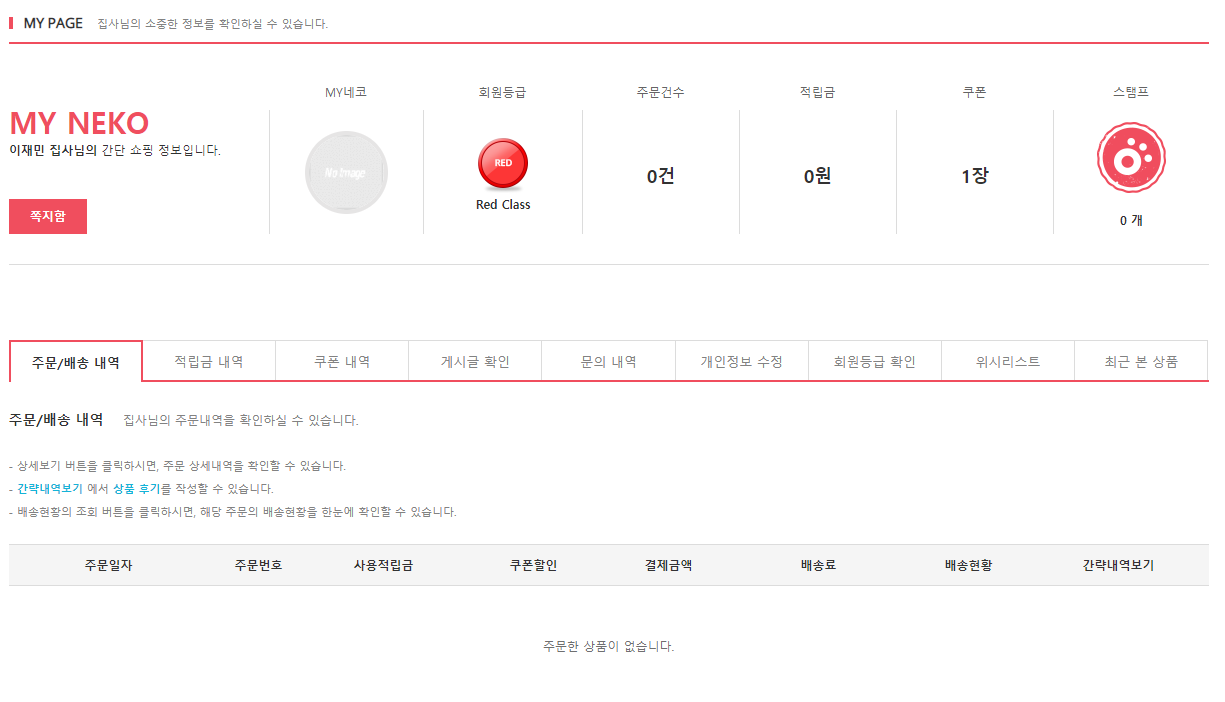 MY PAGE 집사님의 소중한 정보를 확인하실 수 있습니다.
MY네코 회원등급 주문건수 적립금 쿠폰 스탬프
MY NEKO
이재민 집사님의 간단 쇼핑 정보입니다.
No Image
RED
0건 0원 1장
Red Class
쪽지함
0 개
주문/배송 내역 적립금 내역 쿠폰 내역 게시글 확인 문의 내역 개인정보 수정 회원등급 확인 위시리스트 최근 본 상품
주문/배송 내역 집사님의 주문내역을 확인하실 수 있습니다.
- 상세보기 버튼을 클릭하시면, 주문 상세내역을 확인할 수 있습니다.
- 간략내역보기 에서 상품 후기를 작성할 수 있습니다.
- 배송현황의 조회 버튼을 클릭하시면, 해당 주문의 배송현황을 한눈에 확인할 수 있습니다.
주문일자 주문번호 사용적립금 쿠폰할인 결제금액 배송료 배송현황 간략내역보기
주문한 상품이 없습니다.